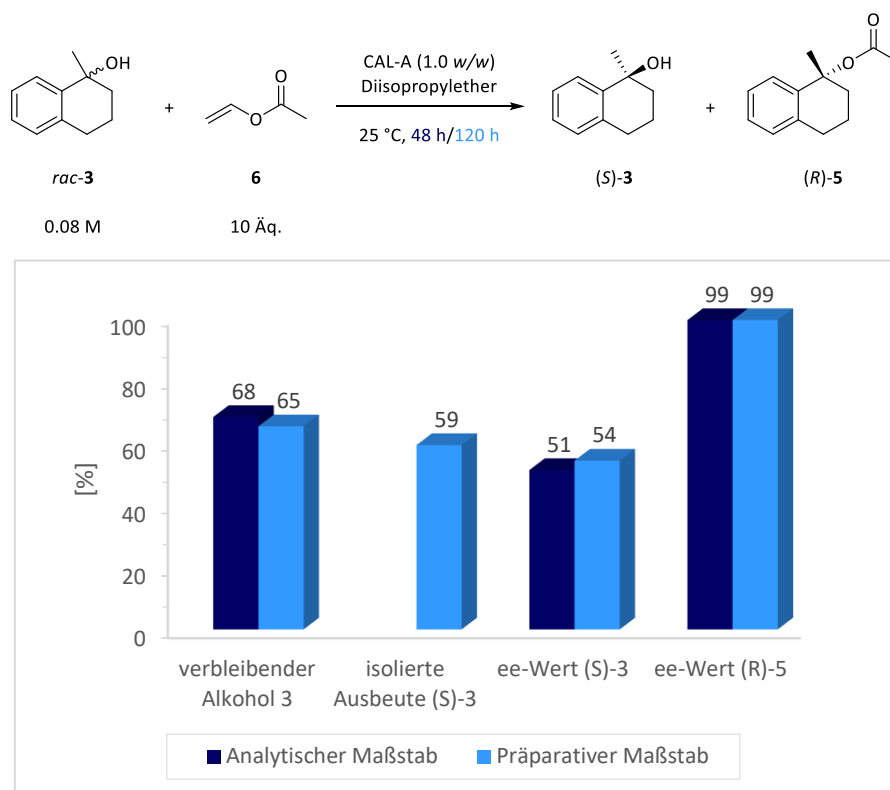 OH
+
O
O
CAL-A (1.0 w/w)
Diisopropylether
25 °C, 48 h/120 h
OH
+
O
O
rac-3
6
(S)-3
(R)-5
0.08 M
10 Äq.
[%]
100
80
60
40
20
0
68
65
59
51
54
99
99
verbleibender
Alkohol 3
isolierte
Ausbeute (S)-3
ee-Wert (S)-3
ee-Wert (R)-5
Analytischer Maßstab
Präparativer Maßstab